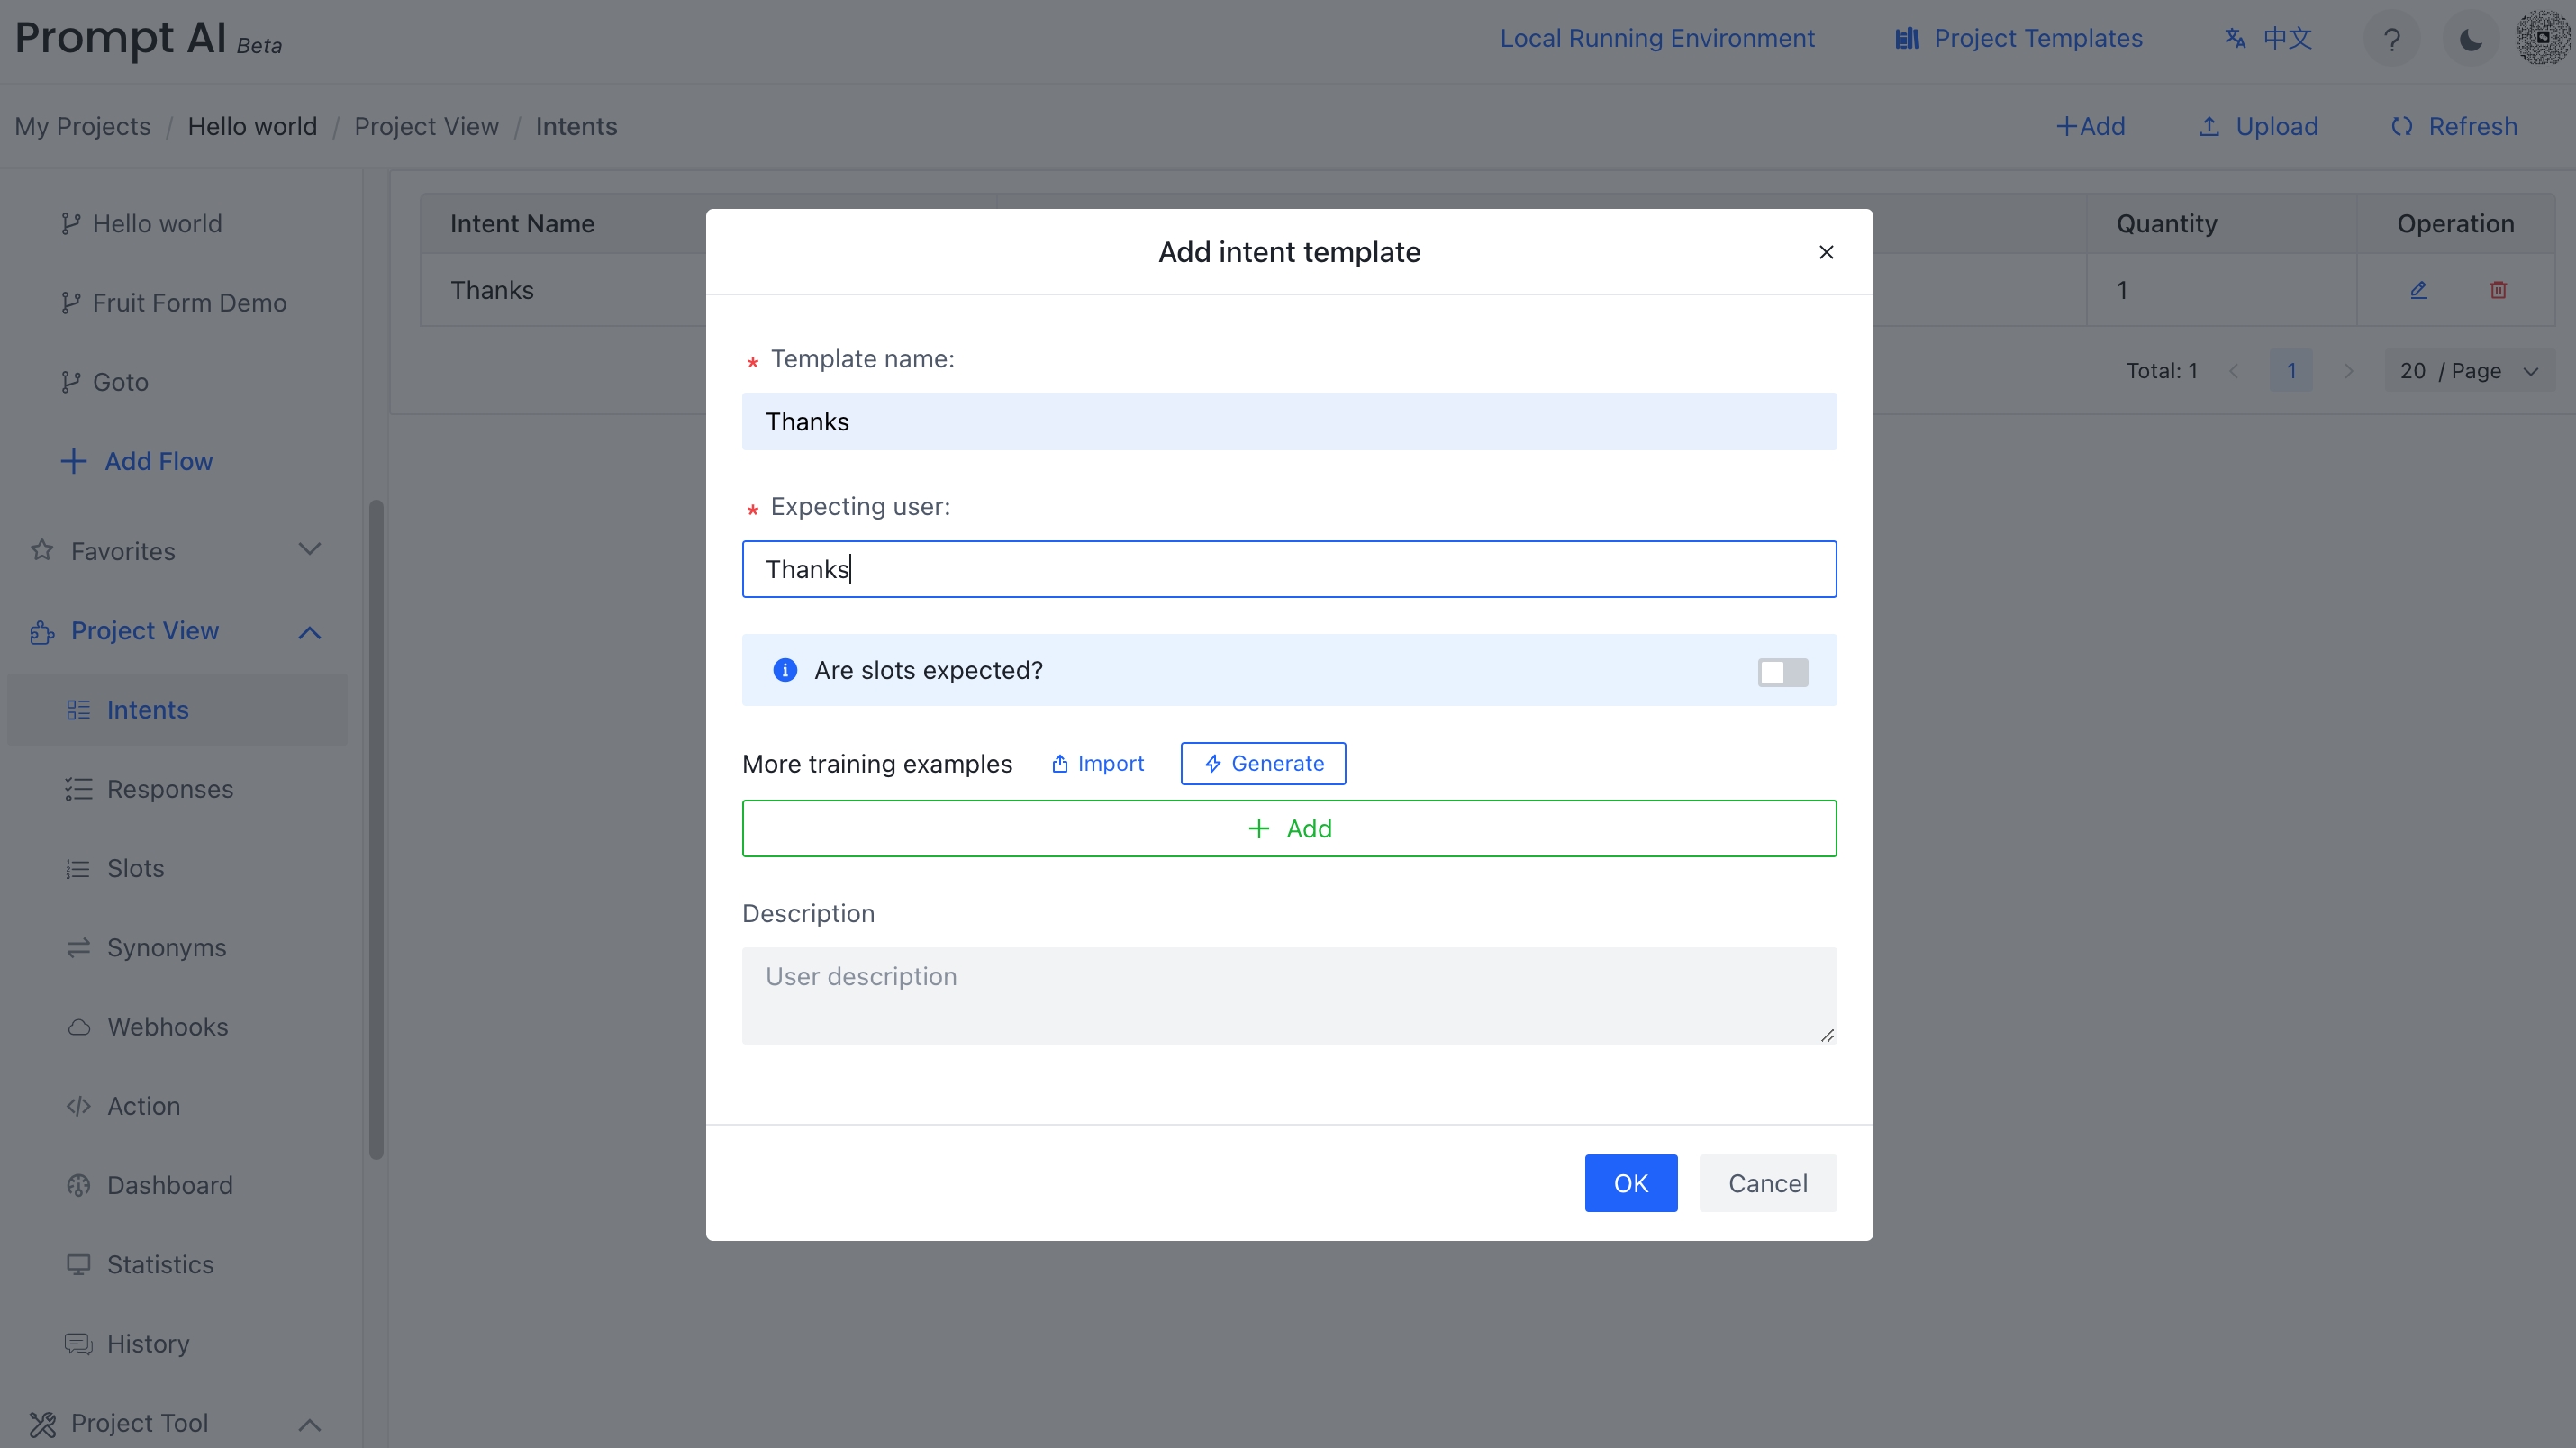 Prompt AI Beta
Local Running Environment
Project Templates
中文
?
My Projects / Hello world / Project View / Intents
+Add
Upload
Refresh
Hello world
Fruit Form Demo
Goto
Add Flow
Favorites
Project View
Intents
Responses
Slots
Synonyms
Webhooks
Action
Dashboard
Statistics
History
Project Tool
Intent Name
Quantity
Operation
Thanks
1
Total: 1
1
20 / Page
Add intent template
* Template name:
Thanks
* Expecting user:
Thanks
Are slots expected?
More training examples
Import
Generate
+ Add
Description
User description
OK
Cancel